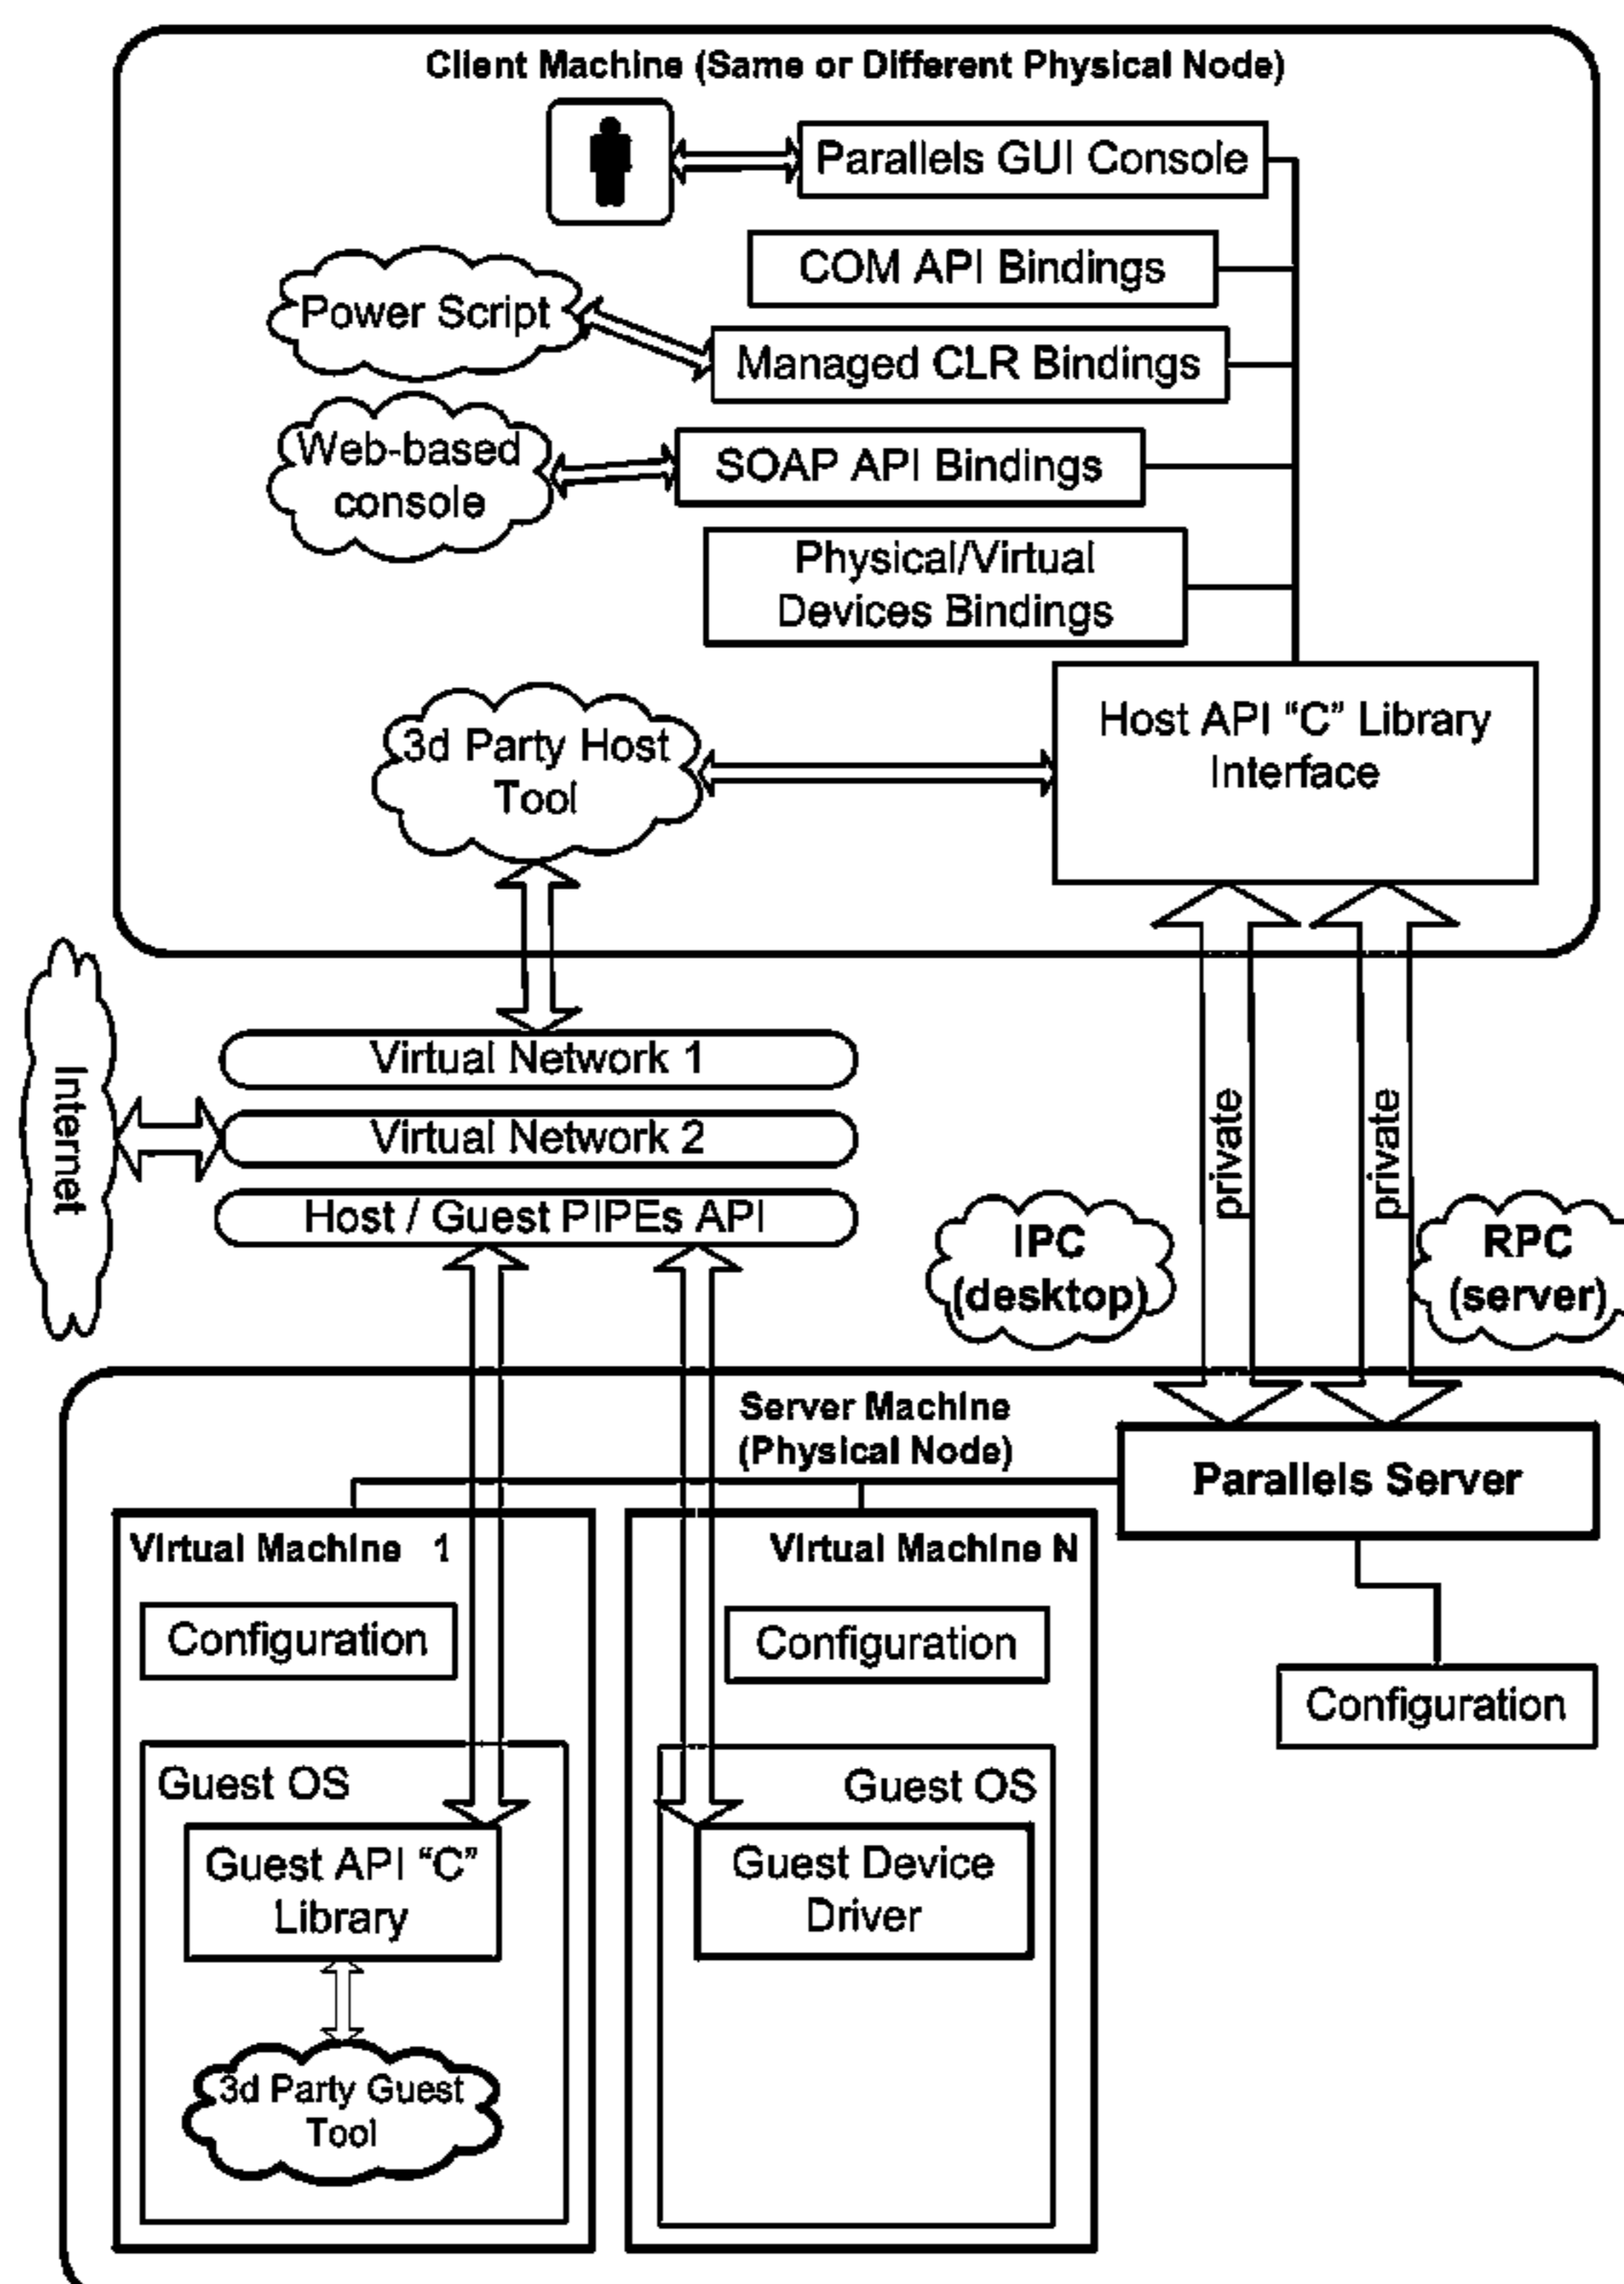 Client Machine (Same or Different Physical Node)
Parallels GUI Console
COM API Bindings
Power Script
Managed CLR Bindings
Web-based
console
SOAP API Bindings
Physical/Virtual
Devices Bindings
3d Party Host
Tool
Host API “C” Library
Interface
Internet
Virtual Network 1
Virtual Network 2
Host / Guest PIPEs API
private
private
IPC
(desktop)
RPC
(server)
Server Machine
(Physical Node)
Parallels Server
Virtual Machine 1
Virtual Machine N
Configuration
Configuration
Configuration
Guest OS
Guest OS
Guest API “C”
Library
Guest Device
Driver
3d Party Guest
Tool